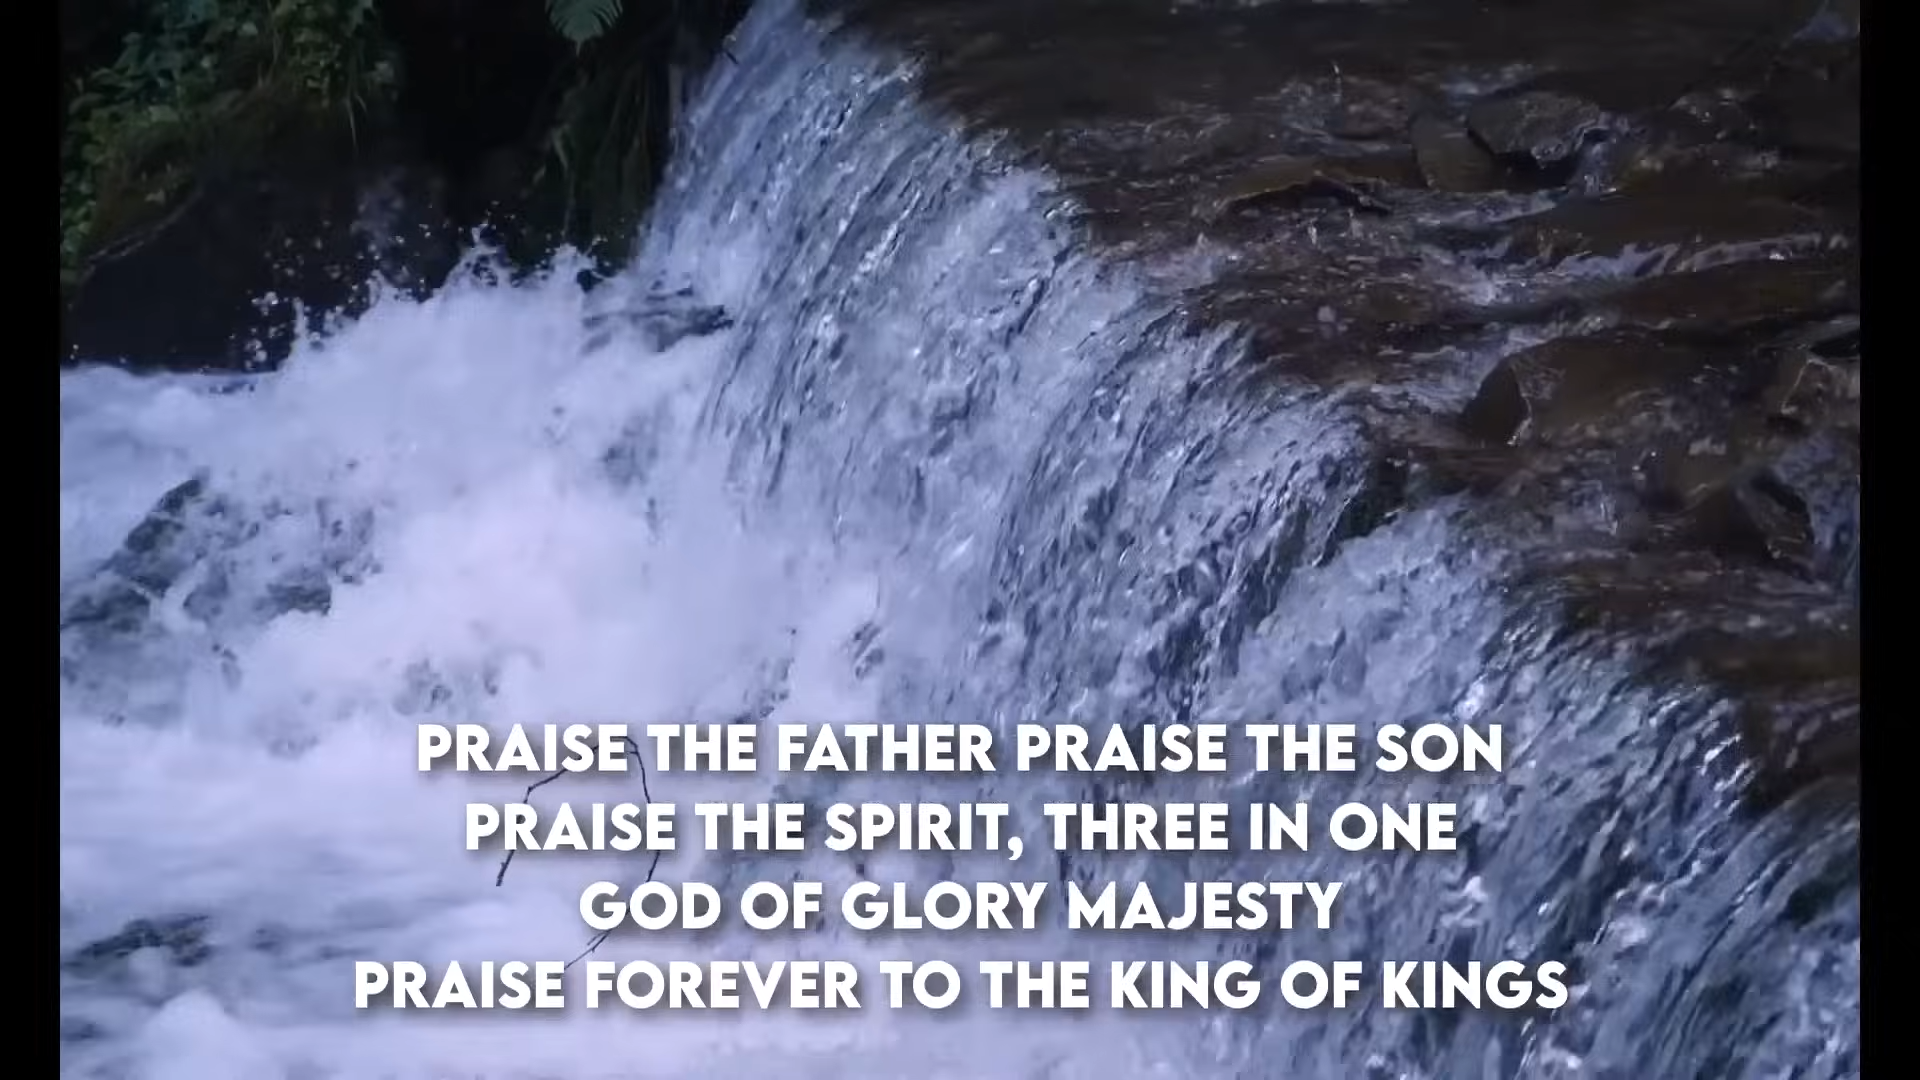 PRAISE THE FATHER PRAISE THE SON
PRAISE THE SPIRIT, THREE IN ONE
GOD OF GLORY MAJESTY
PRAISE FOREVER TO THE KING OF KINGS